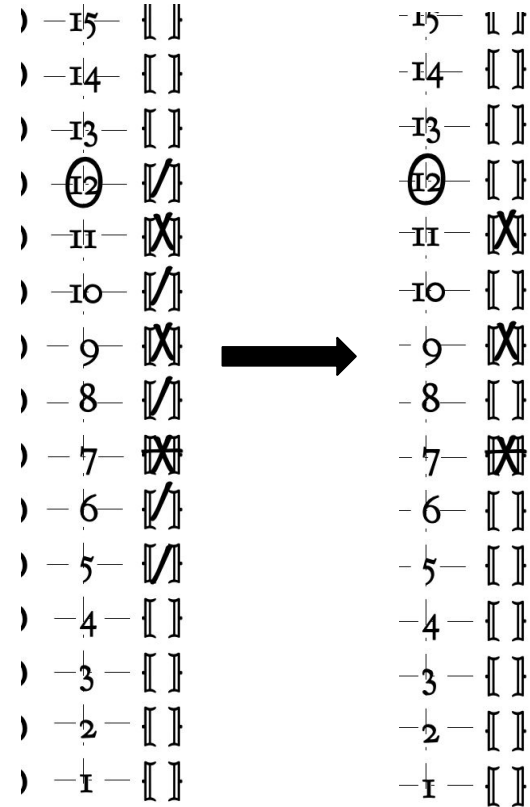 ) 15 [ ] 15 [ ]
) 14 [ ] 14 [ ]
) 13 [ ] 13 [ ]
) 12 [/] 12 [ ]
) 11 [X] 11 [X]
) 10 [/] 10 [ ]
) 9 [X] 9 [X]
) 8 [/] 8 [ ]
) 7 [X] 7 [X]
) 6 [/] 6 [ ]
) 5 [/] 5 [ ]
) 4 [ ] 4 [ ]
) 3 [ ] 3 [ ]
) 2 [ ] 2 [ ]
) 1 [ ] 1 [ ]